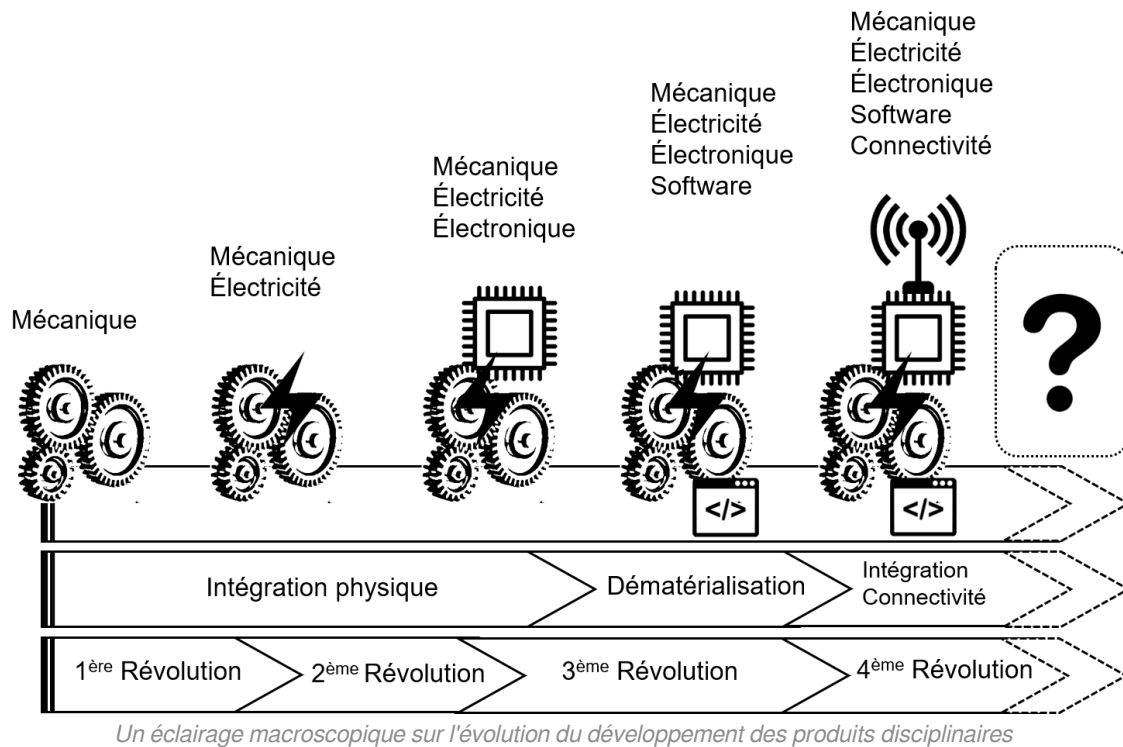 Mécanique
Mécanique
Électricité
Mécanique
Électricité
Électronique
Mécanique
Électricité
Électronique
Software
Mécanique
Électricité
Électronique
Software
Connectivité
?
</>
</>
Intégration physique
Dématérialisation
Intégration
Connectivité
1ère Révolution
2ème Révolution
3ème Révolution
4ème Révolution
Un éclairage macroscopique sur l'évolution du développement des produits disciplinaires